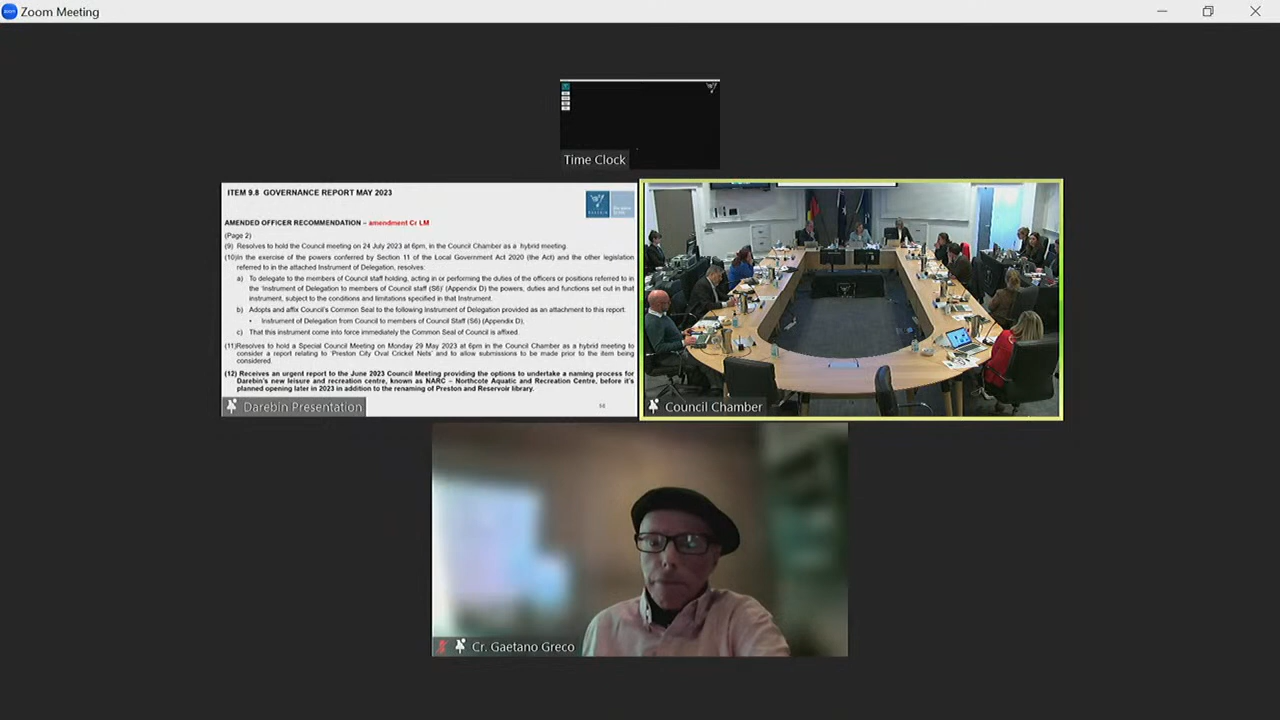 Zoom Meeting
Time Clock
ITEM 9.8 GOVERNANCE REPORT MAY 2023
AMENDED OFFICER RECOMMENDATION – amendment Cr LM
(Page 2)
(9) Resolves to hold the Council meeting on 24 July 2023 at 6pm, in the Council Chamber as a hybrid meeting.
(10)In the exercise of the powers conferred by Section 11 of the Local Government Act 2020 (the Act) and the other legislation
referred to in the attached Instrument of Delegation, resolves:
a) To delegate to the members of Council staff holding, acting in or performing the duties of the officers or positions referred to in
the 'Instrument of Delegation to members of Council staff (S6)' (Appendix D) the powers, duties and functions set out in that
instrument, subject to the conditions and limitations specified in that Instrument.
b) Adopts and affix Council's Common Seal to the following Instrument of Delegation provided as an attachment to this report.
• Instrument of Delegation from Council to members of Council Staff (S6) (Appendix D),
c) That this instrument come into force immediately the Common Seal of Council is affixed.
(11)Resolves to hold a Special Council Meeting on Monday 29 May 2023 at 6pm in the Council Chamber as a hybrid meeting to
consider a report relating to 'Preston City Oval Cricket Nets' and to allow submissions to be made prior to the item being
considered.
(12) Receives an urgent report to the June 2023 Council Meeting providing the options to undertake a naming process for
Darebin's new leisure and recreation centre, known as NARC – Northcote Aquatic and Recreation Centre, before it's
planned opening later in 2023 in addition to the renaming of Preston and Reservoir library.
Darebin Presentation
Council Chamber
Cr. Gaetano Greco